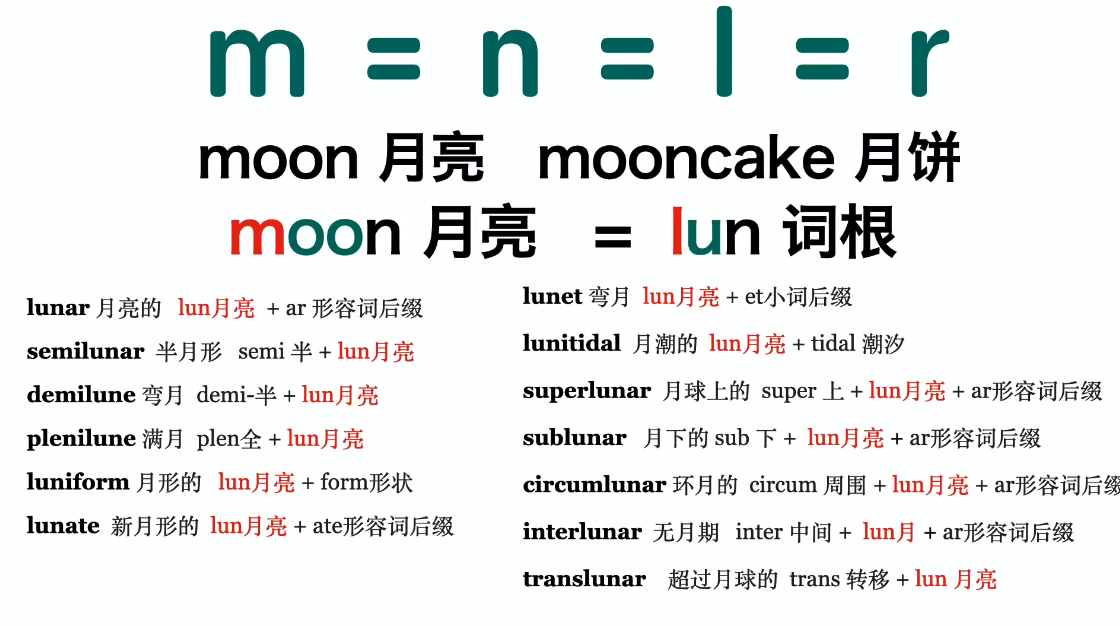 m = n = l = r
moon 月亮 mooncake 月饼
moon 月亮 = lun 词根
lunar 月亮的 lun月亮 + ar 形容词后缀
semilunar 半月形 semi 半 + lun月亮
demilune 弯月 demi-半 + lun月亮
plenilune 满月 plen全 + lun月亮
luniform 月形的 lun月亮 + form形状
lunate 新月形的 lun月亮 + ate形容词后缀
lunet 弯月 lun月亮 + et小词后缀
lunitidal 月潮的 lun月亮 + tidal 潮汐
superlunar 月球上的 super 上 + lun月亮 + ar形容词后缀
sublunar 月下的 sub 下 + lun月亮 + ar形容词后缀
circumlunar 环月的 circum 周围 + lun月亮 + ar形容词后缀
interlunar 无月期 inter 中间 + lun月 + ar形容词后缀
translunar 超过月球的 trans 转移 + lun 月亮